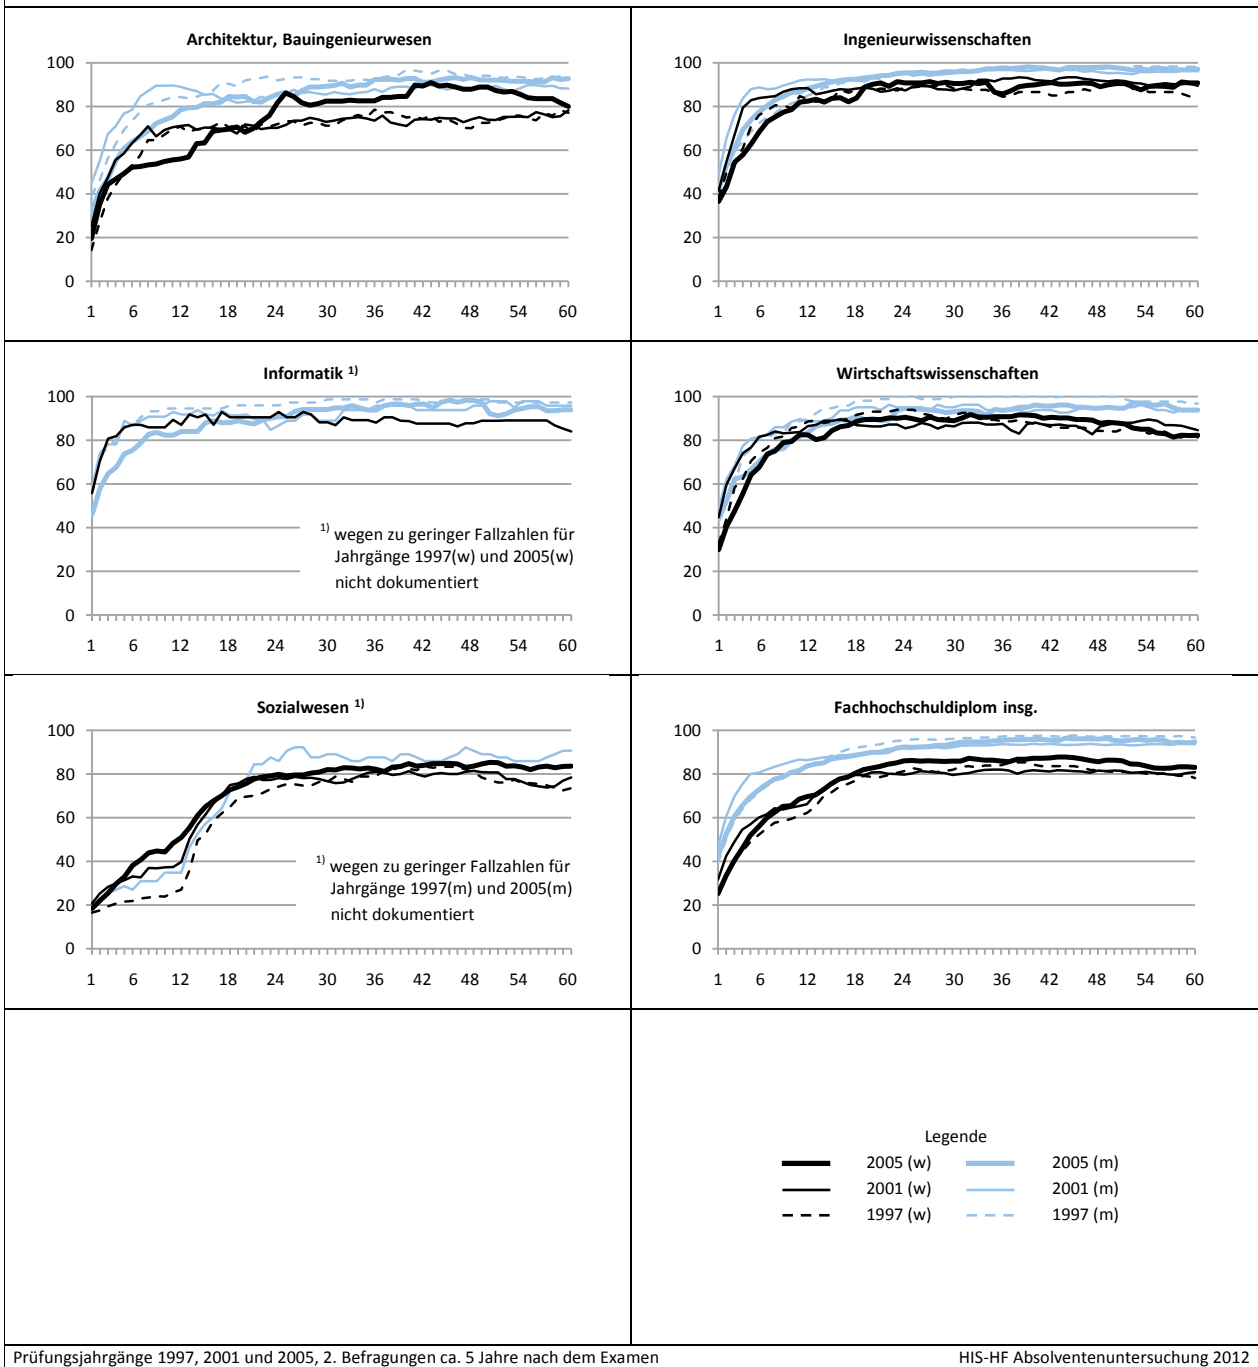 Architektur, Bauingenieurwesen
100
80
60
40
20
0
1 6 12 18 24 30 36 42 48 54 60
Ingenieurwissenschaften
100
80
60
40
20
0
1 6 12 18 24 30 36 42 48 54 60
Informatik 1)
100
80
60
40
20
0
1) wegen zu geringer Fallzahlen für
Jahrgänge 1997(w) und 2005(w)
nicht dokumentiert
1 6 12 18 24 30 36 42 48 54 60
Wirtschaftswissenschaften
100
80
60
40
20
0
1 6 12 18 24 30 36 42 48 54 60
Sozialwesen 1)
100
80
60
40
20
0
1) wegen zu geringer Fallzahlen für
Jahrgänge 1997(m) und 2005(m)
nicht dokumentiert
1 6 12 18 24 30 36 42 48 54 60
Fachhochschuldiplom insg.
100
80
60
40
20
0
1 6 12 18 24 30 36 42 48 54 60
Legende
2005 (w) 2005 (m)
2001 (w) 2001 (m)
1997 (w) 1997 (m)
Prüfungsjahrgänge 1997, 2001 und 2005, 2. Befragungen ca. 5 Jahre nach dem Examen HIS-HF Absolventenuntersuchung 2012